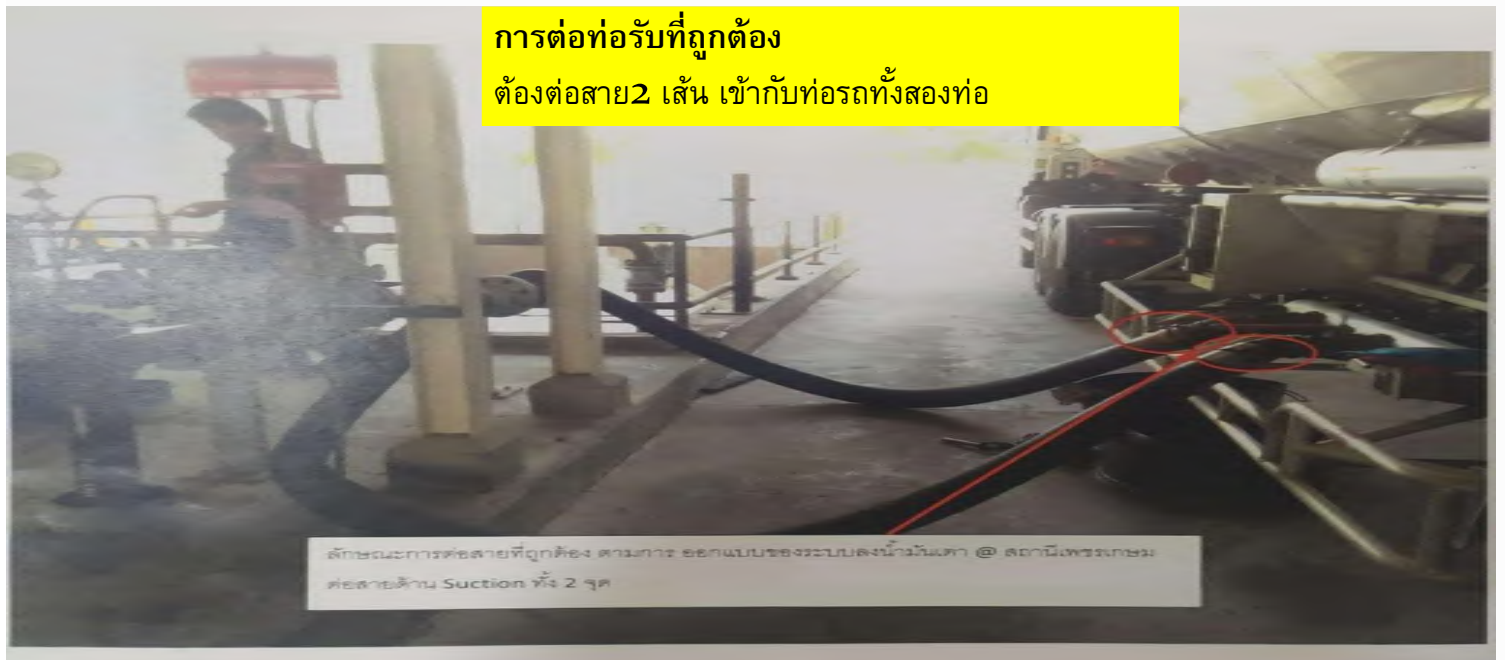 การต่อท่อรับที่ถูกต้อง
ต้องต่อสาย2 เส้น เข้ากับท่อรถทั้งสองท่อ
ลักษณะการต่อสายที่ถูกต้อง ตามการ ออกแบบของระบบลงน้ำมันเตา @ สถานีเพชรเกษม
ต่อสายด้าน Suction ทั้ง 2 จุด